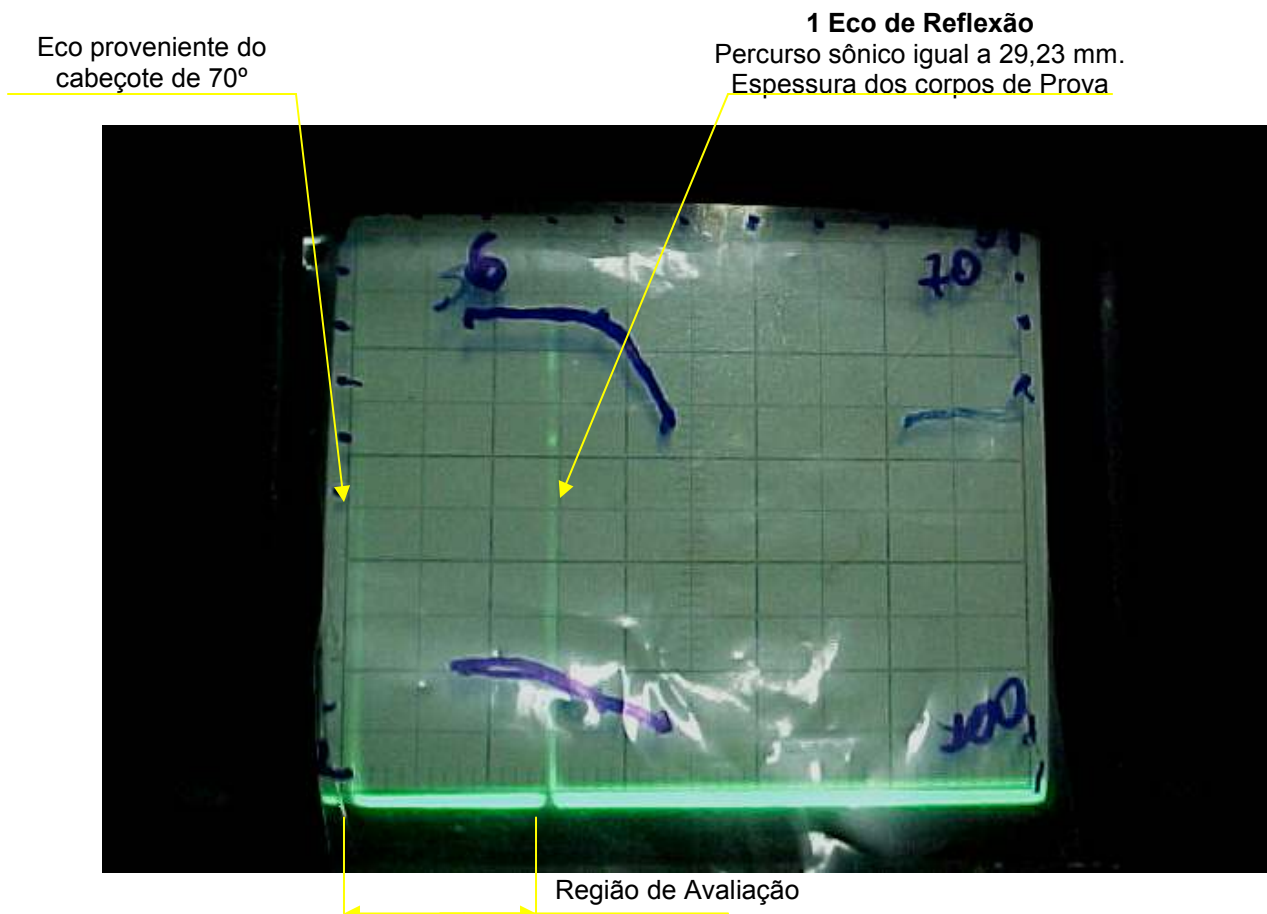 Eco proveniente do
cabeçote de 70º
1 Eco de Reflexão
Percurso sônico igual a 29,23 mm.
Espessura dos corpos de Prova
6
70
100
Região de Avaliação